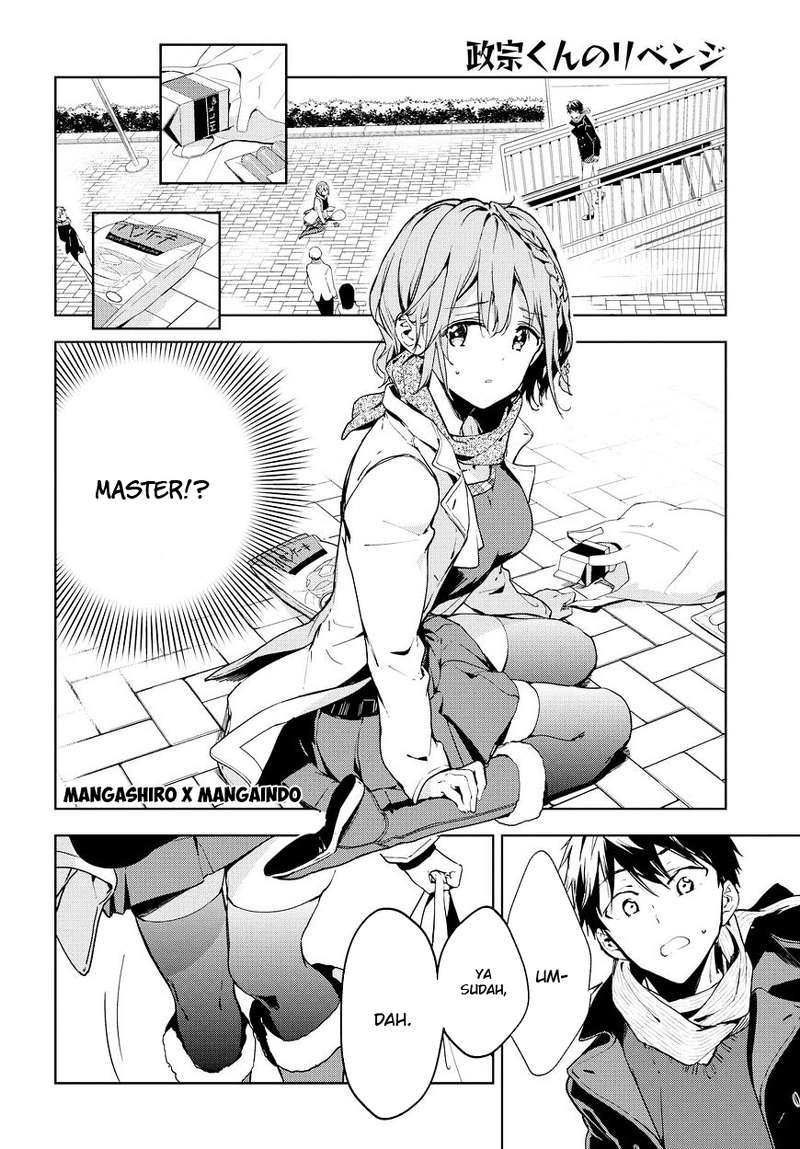 政宗くんのリベンジ
MASTER!?
MANGASHIRO X MANGAINDO
UM-
YA
SUDAH,
DAH.